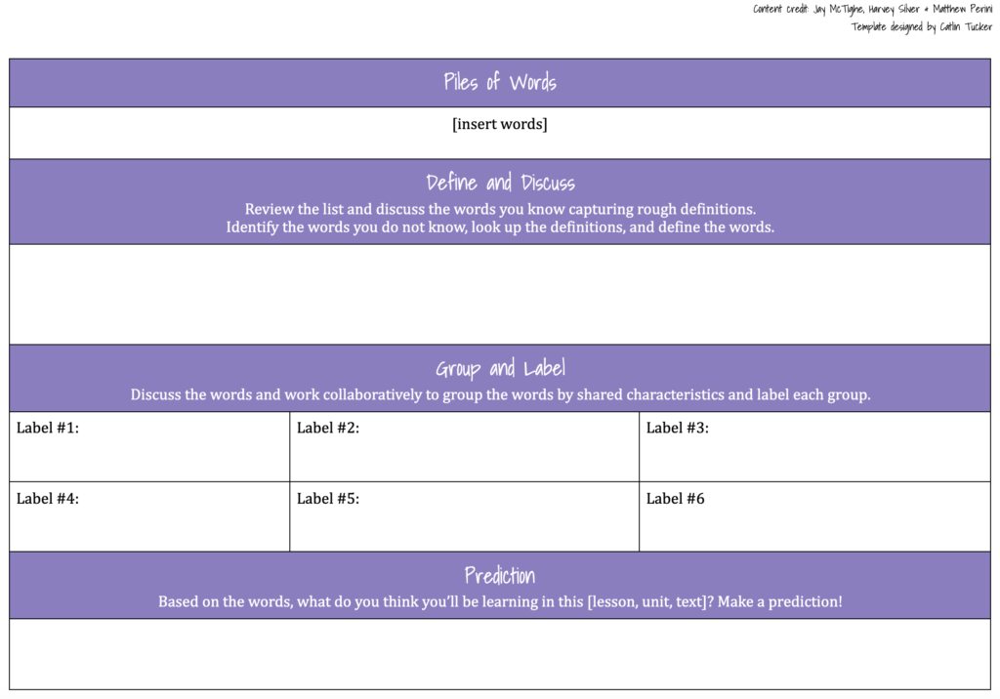 Content credit: Jay McTighe, Harvey Silver & Matthew Perini
Template designed by Catlin Tucker
Piles of Words
[insert words]
Define and Discuss
Review the list and discuss the words you know capturing rough definitions.
Identify the words you do not know, look up the definitions, and define the words.
Group and Label
Discuss the words and work collaboratively to group the words by shared characteristics and label each group.
Label #1:
Label #2:
Label #3:
Label #4:
Label #5:
Label #6
Prediction
Based on the words, what do you think you’ll be learning in this [lesson, unit, text]? Make a prediction!